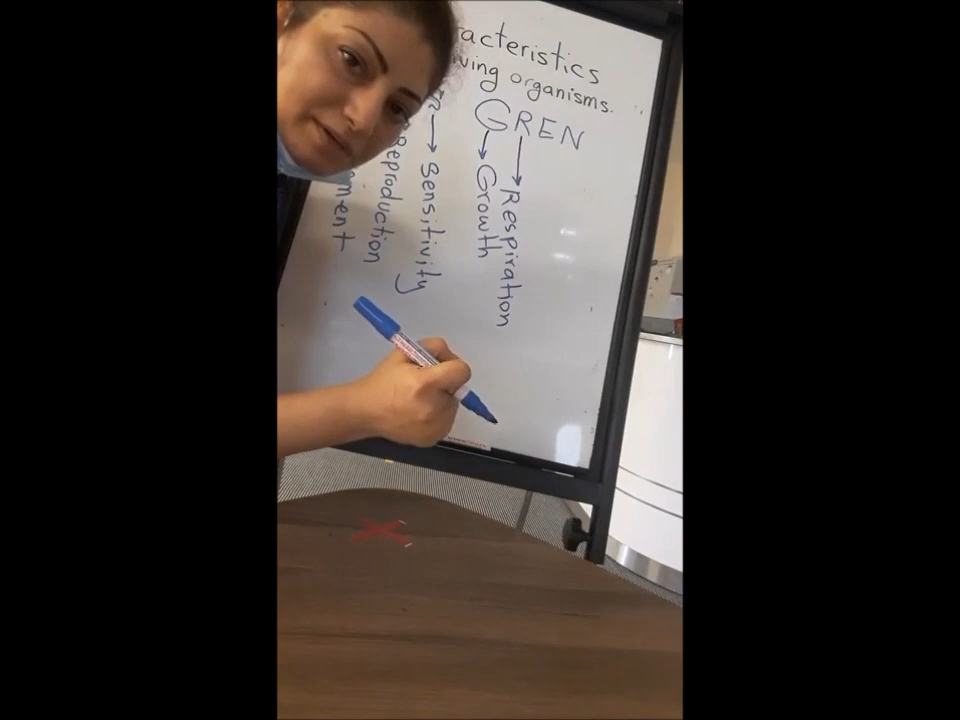 acteristics
ving organisms.
GREN
→ Sensitivity
Reproduction
ment
→ Growth
→ Respiration